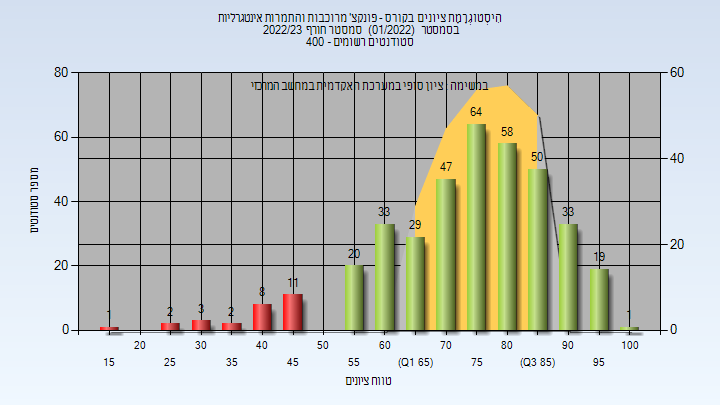 היסטוגרמת ציונים בקורס - פונקצ' מרוכבות והתמרות אינטגרליות
בסמסטר (01/2022) סמסטר חורף 2022/23
סטודנטים רשומים - 400
במשימה : ציון סופי במערכת האקדמית במחשב המרכזי
80 60 40 20 0
מספר סטודנטים
60 40 20 0
1 2 3 2 8 11 20 33 29 47 64 58 50 33 19 1
20 30 40 50 60 70 80 90 100
15 25 35 45 55 (Q1 65) 75 (Q3 85) 95
טווח ציונים